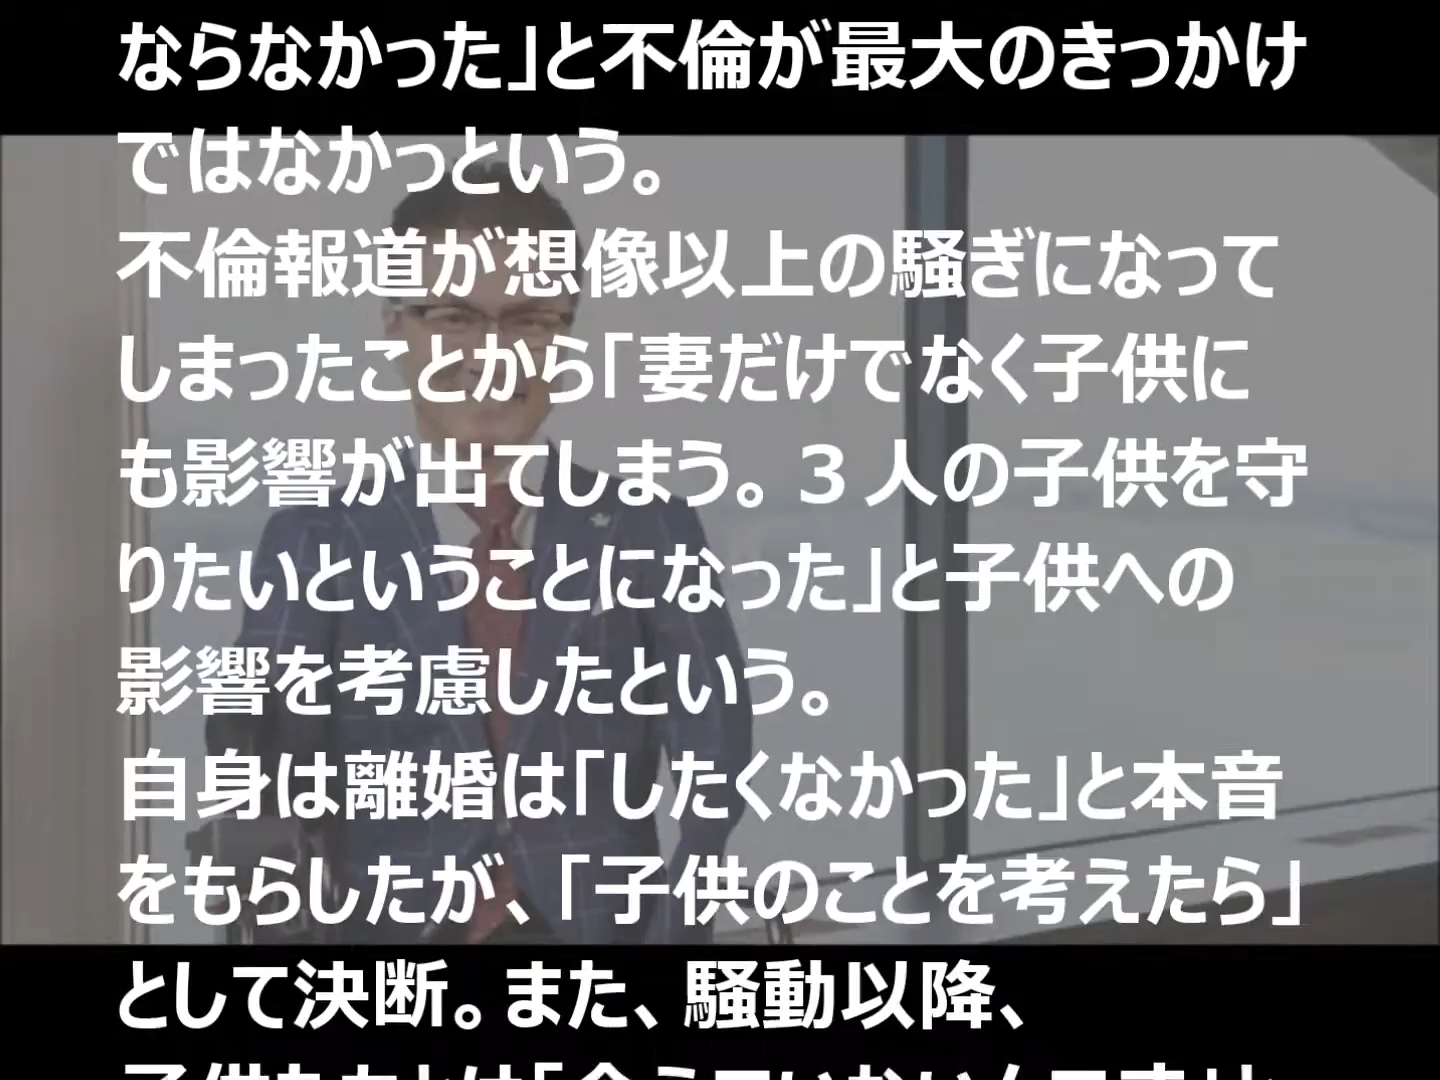 ならなかった」と不倫が最大のきっかけ
ではなかっという。
不倫報道が想像以上の騒ぎになって
しまったことから「妻だけでなく子供に
も影響が出てしまう。３人の子供を守
りたいということになった」と子供への
影響を考慮したという。
自身は離婚は「したくなかった」と本音
をもらしたが、「子供のことを考えたら」
として決断。また、騒動以降、